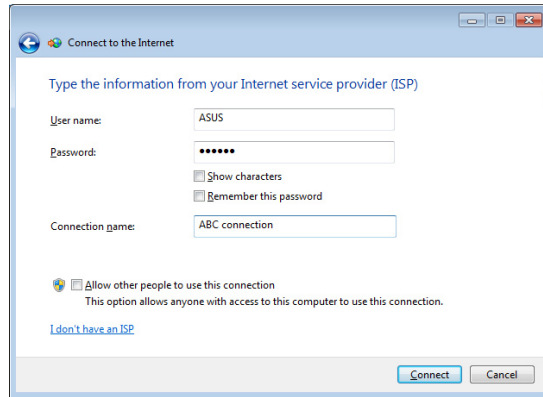 Connect to the Internet
Type the information from your Internet service provider (ISP)
User name: ASUS
Password: ••••••
Show characters
Remember this password
Connection name: ABC connection
Allow other people to use this connection
This option allows anyone with access to this computer to use this connection.
I don't have an ISP
Connect Cancel